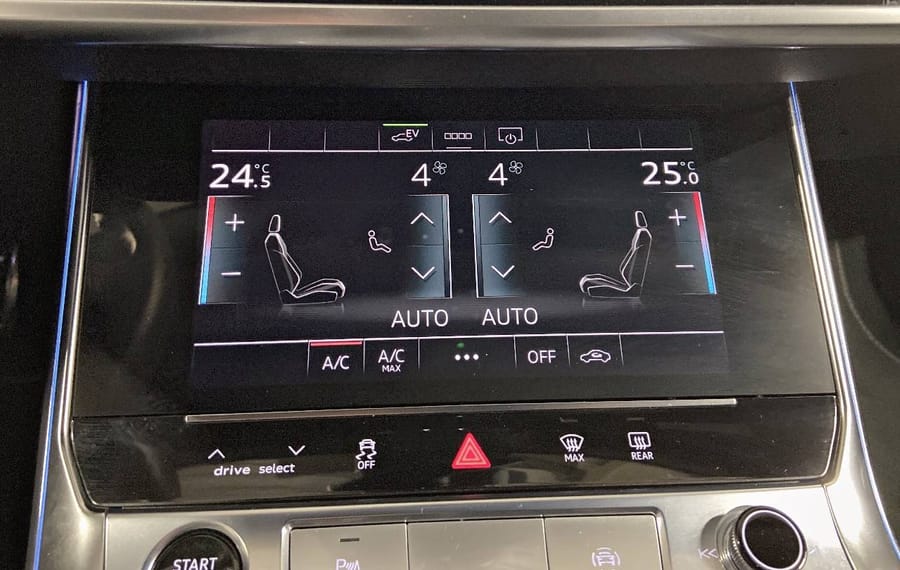 EV
24.5 °C 4 4 25.0 °C
+ +
- -
AUTO AUTO
A/C A/C MAX ... OFF
drive select OFF MAX REAR
START P